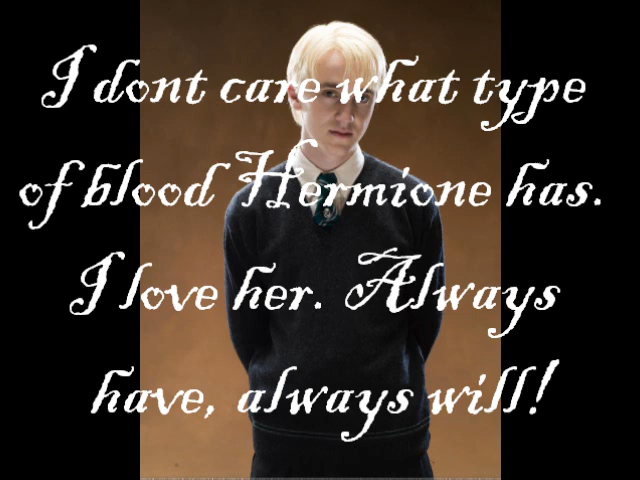 I dont care what type
of blood Hermione has.
I love her. Always
have, always will!